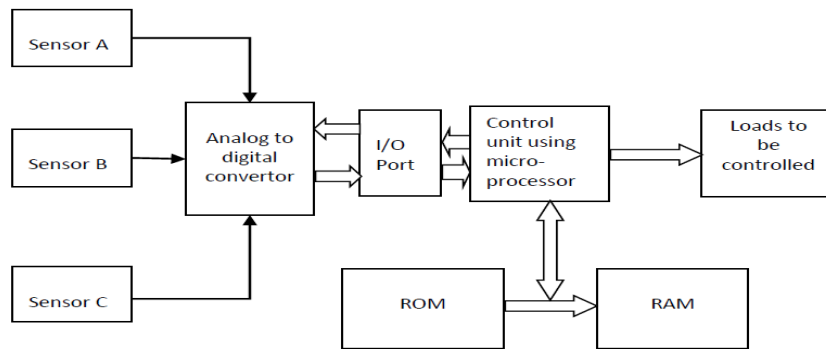 Sensor A
Sensor B
Sensor C
Analog to
digital
convertor
I/O
Port
Control
unit using
micro-
processor
Loads to
be
controlled
ROM
RAM